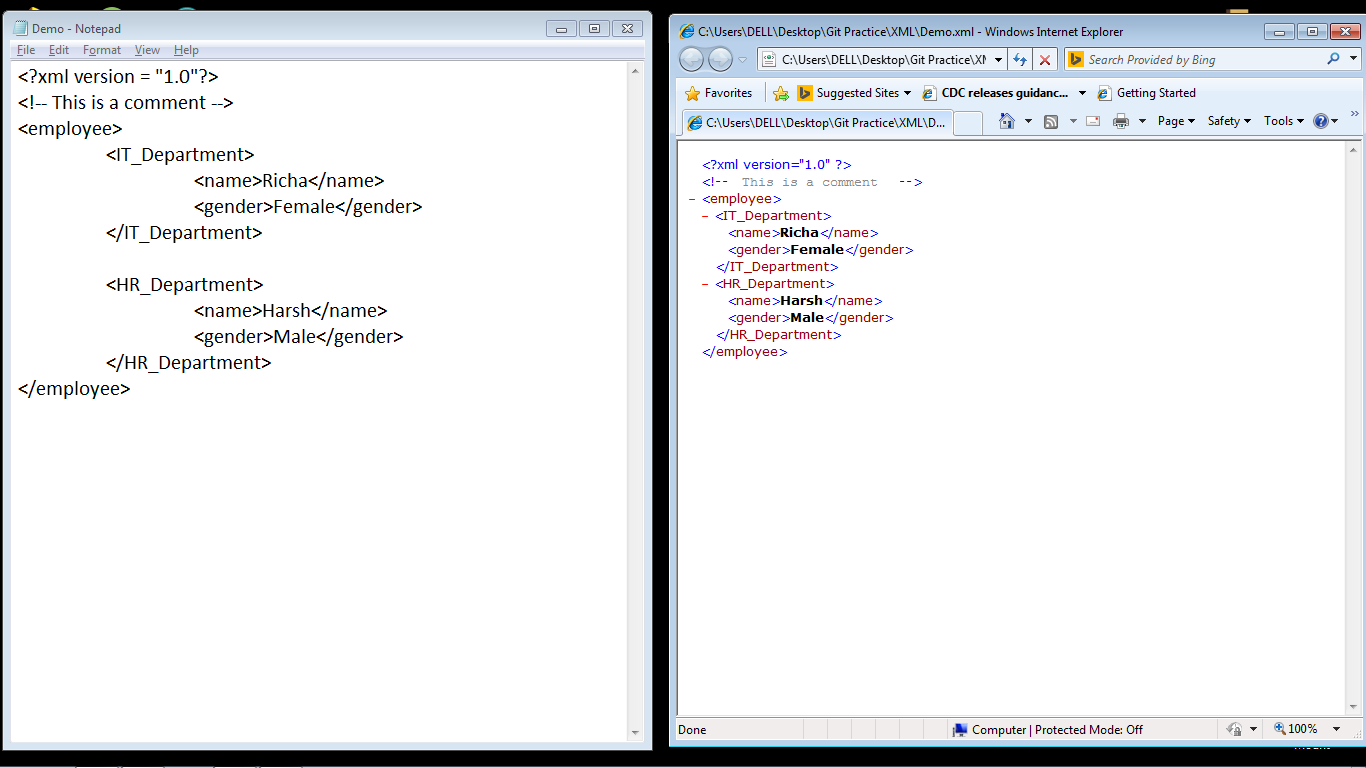 Demo - Notepad
File Edit Format View Help
<?xml version = "1.0"?>
<!-- This is a comment -->
<employee>
<IT_Department>
<name>Richa</name>
<gender>Female</gender>
</IT_Department>
<HR_Department>
<name>Harsh</name>
<gender>Male</gender>
</HR_Department>
</employee>
C:\Users\DELL\Desktop\Git Practice\XML\Demo.xml - Windows Internet Explorer
C:\Users\DELL\Desktop\Git Practice\XM Search Provided by Bing
Favorites Suggested Sites CDC releases guidanc... Getting Started
C:\Users\DELL\Desktop\Git Practice\XML\D... Page Safety Tools
<?xml version="1.0" ?>
<!-- This is a comment -->
- <employee>
- <IT_Department>
<name>Richa</name>
<gender>Female</gender>
</IT_Department>
- <HR_Department>
<name>Harsh</name>
<gender>Male</gender>
</HR_Department>
</employee>
Done Computer | Protected Mode: Off 100%